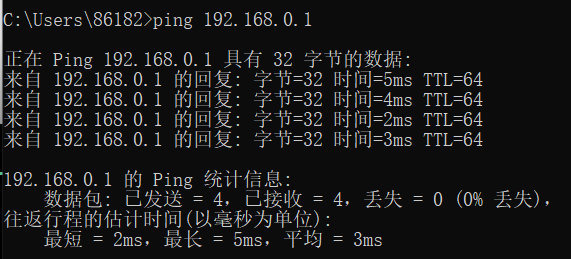 C:\Users\86182>ping 192.168.0.1
正在 Ping 192.168.0.1 具有 32 字节的数据:
来自 192.168.0.1 的回复: 字节=32 时间=5ms TTL=64
来自 192.168.0.1 的回复: 字节=32 时间=4ms TTL=64
来自 192.168.0.1 的回复: 字节=32 时间=2ms TTL=64
来自 192.168.0.1 的回复: 字节=32 时间=3ms TTL=64
192.168.0.1 的 Ping 统计信息:
数据包: 已发送 = 4，已接收 = 4，丢失 = 0 (0% 丢失)，
往返行程的估计时间(以毫秒为单位):
最短 = 2ms，最长 = 5ms，平均 = 3ms